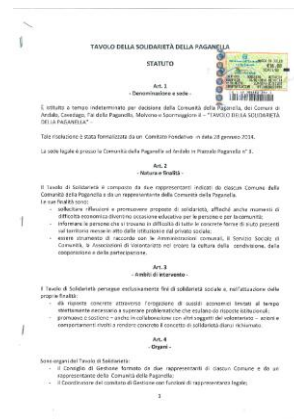 TAVOLO DELLA SOLIDARIETÀ DELLA PAGANELLA
STATUTO
Art. 1
- Denominazione e sede -
È istituito a tempo indeterminato per decisione della Comunità della Paganella, dei Comuni di
Andalo, Cavedago, Fai della Paganella, Molveno e Spormaggiore il – "TAVOLO DELLA SOLIDARIETÀ
DELLA PAGANELLA" -
Tale risoluzione è stata formalizzata da un Comitato Fondativo in data 28 gennaio 2014.
La sede legale è presso la Comunità della Paganella ad Andalo in Piazzale Paganella n° 3.
Art. 2
- Natura e finalità -
Il Tavolo di Solidarietà è composto da due rappresentanti indicati da ciascun Comune della
Comunità della Paganella e da un rappresentante della Comunità della Paganella.
Le sue finalità sono:
- sollecitare riflessioni e promuovere proposte di solidarietà, affinché anche momenti di
difficoltà economica diventino occasione educativa per le persone e per la comunità;
- informare le persone che si trovano in difficoltà di tutte le concrete forme di aiuto presenti
sul territorio messe in atto dalle istituzioni e dal privato sociale;
- essere strumento di raccordo con le Amministrazioni comunali, il Servizio Sociale di
Comunità, le Associazioni di Volontariato nel creare la cultura della condivisione, della
cooperazione e della partecipazione.
Art. 3
- Ambiti di intervento -
Il Tavolo di Solidarietà persegue esclusivamente fini di solidarietà e, nell'attuazione delle
proprie finalità:
- dà risposte concrete attraverso l'erogazione di sussidi economici limitati al tempo
strettamente necessario a superare problematiche che esulano da risposte istituzionali;
- promuove e sostiene – anche in collaborazione con altri soggetti del volontariato – azioni e
comportamenti rivolti a rendere concreto il concetto di solidarietà sopra richiamato.
Art. 4
- Organi -
Sono organi del Tavolo di Solidarietà:
- il Consiglio di Gestione formato da due rappresentanti di ciascun Comune e da un
rappresentante della Comunità della Paganella;
- il Coordinatore del comitato di Gestione con funzioni di rappresentante legale;